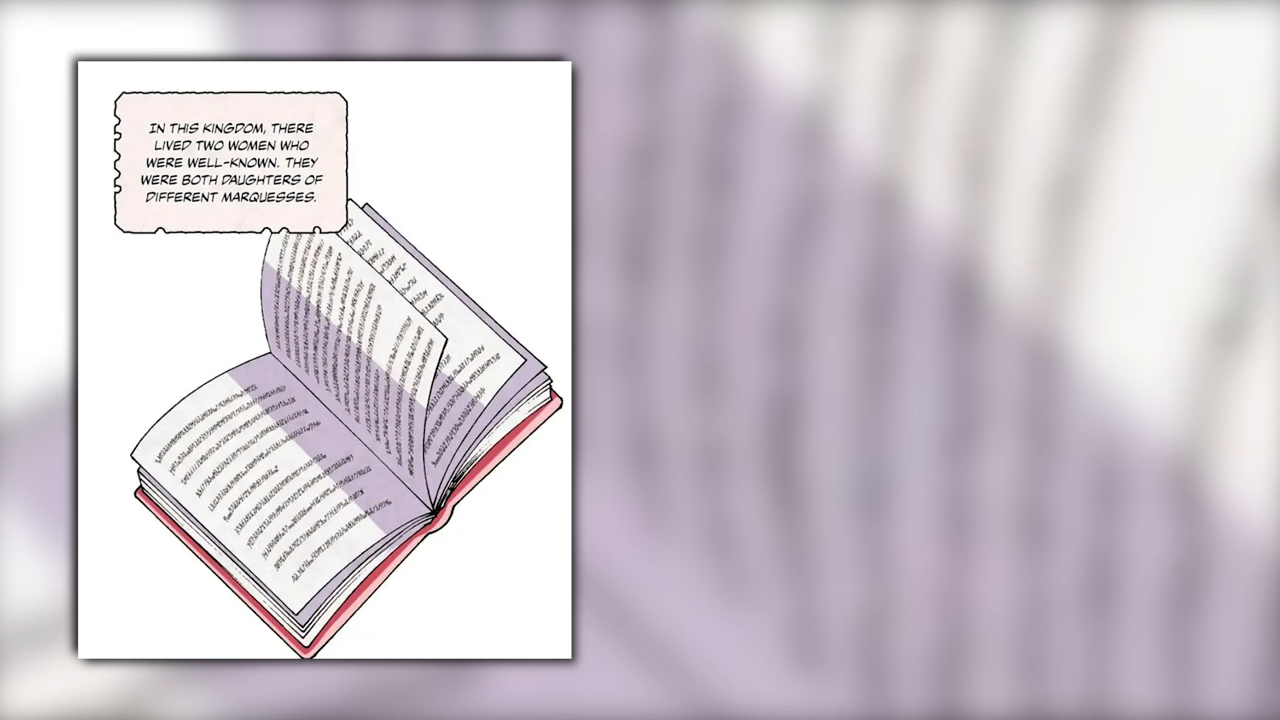 IN THIS KINGDOM, THERE
LIVED TWO WOMEN WHO
WERE WELL-KNOWN. THEY
WERE BOTH DAUGHTERS OF
DIFFERENT MARQUESSES.